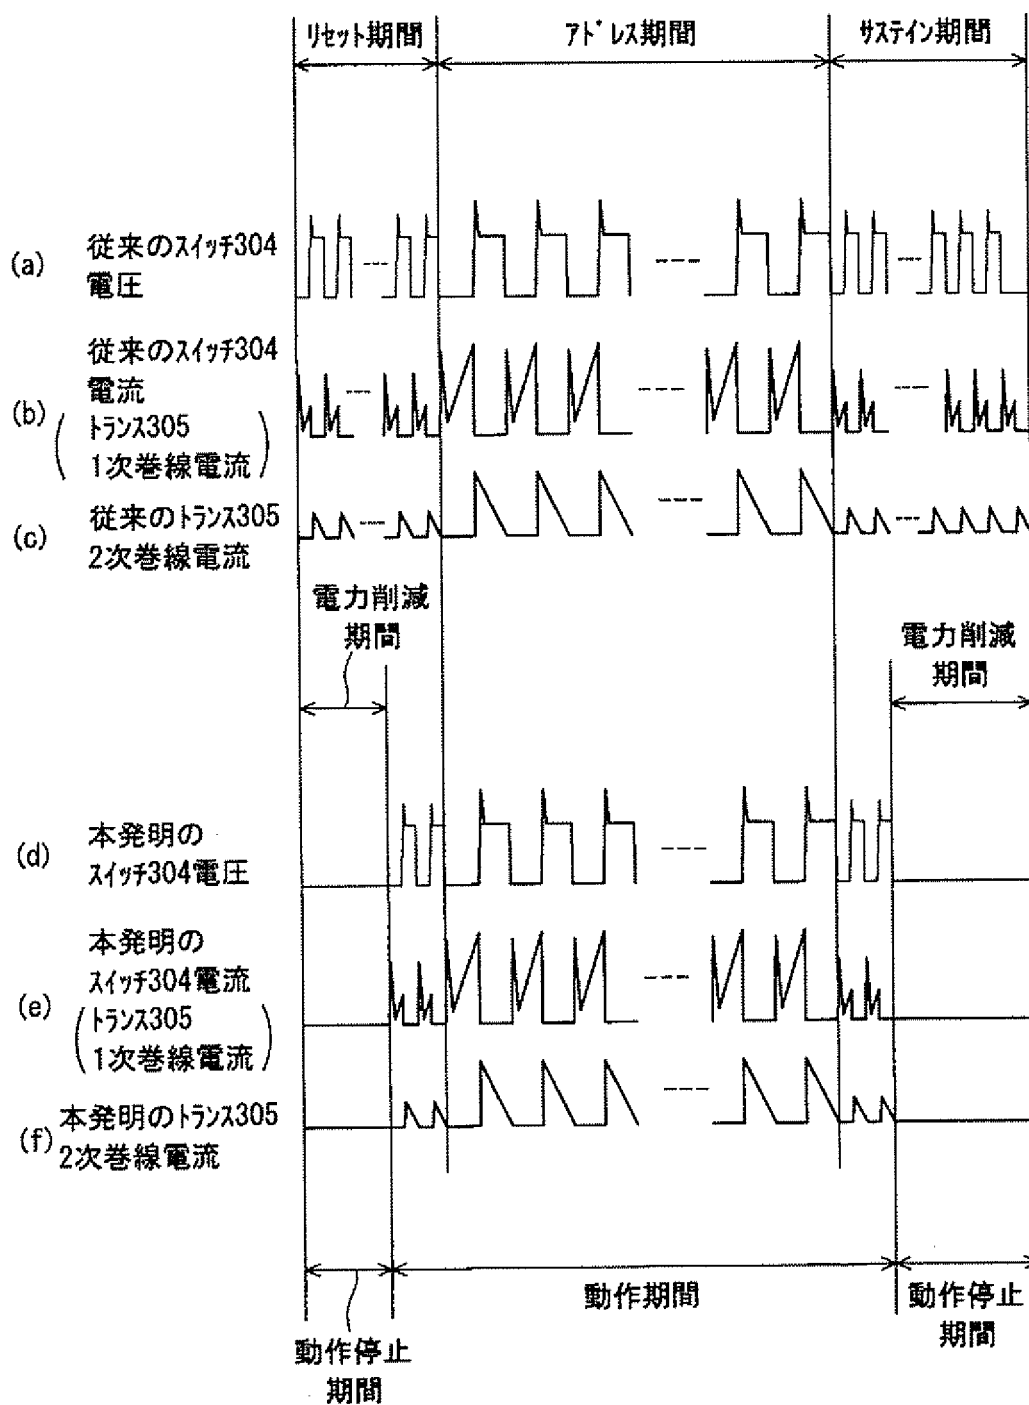 リセット期間
アドレス期間
サステイン期間
(a)
従来のスイッチ304
電圧
(b)
従来のスイッチ304
電流
トランス305
1次巻線電流
(c)
従来のトランス305
2次巻線電流
電力削減
期間
電力削減
期間
(d)
本発明の
スイッチ304電圧
(e)
本発明の
スイッチ304電流
トランス305
1次巻線電流
(f)
本発明のトランス305
2次巻線電流
動作期間
動作停止
期間
動作停止
期間